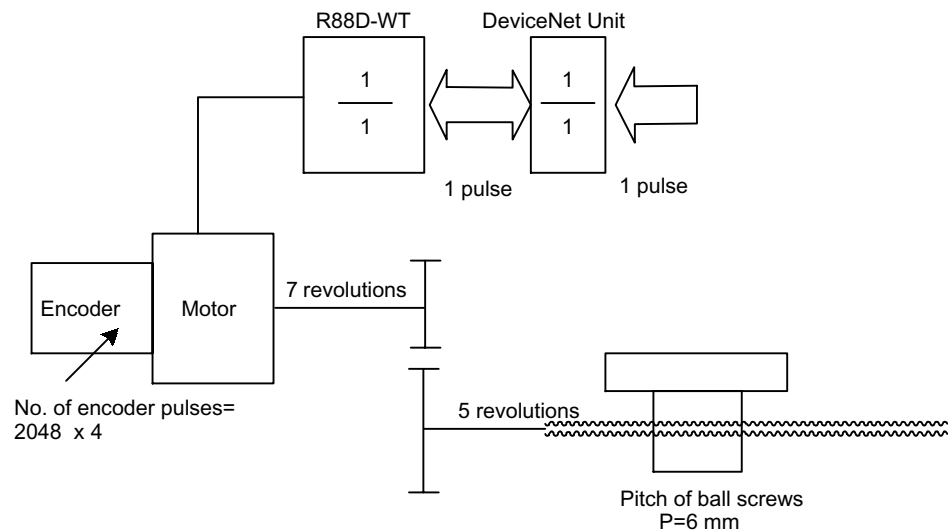 R88D-WT
DeviceNet Unit
1
1
1
1
1 pulse
1 pulse
7 revolutions
Encoder
Motor
No. of encoder pulses=
2048 x 4
5 revolutions
Pitch of ball screws
P=6 mm